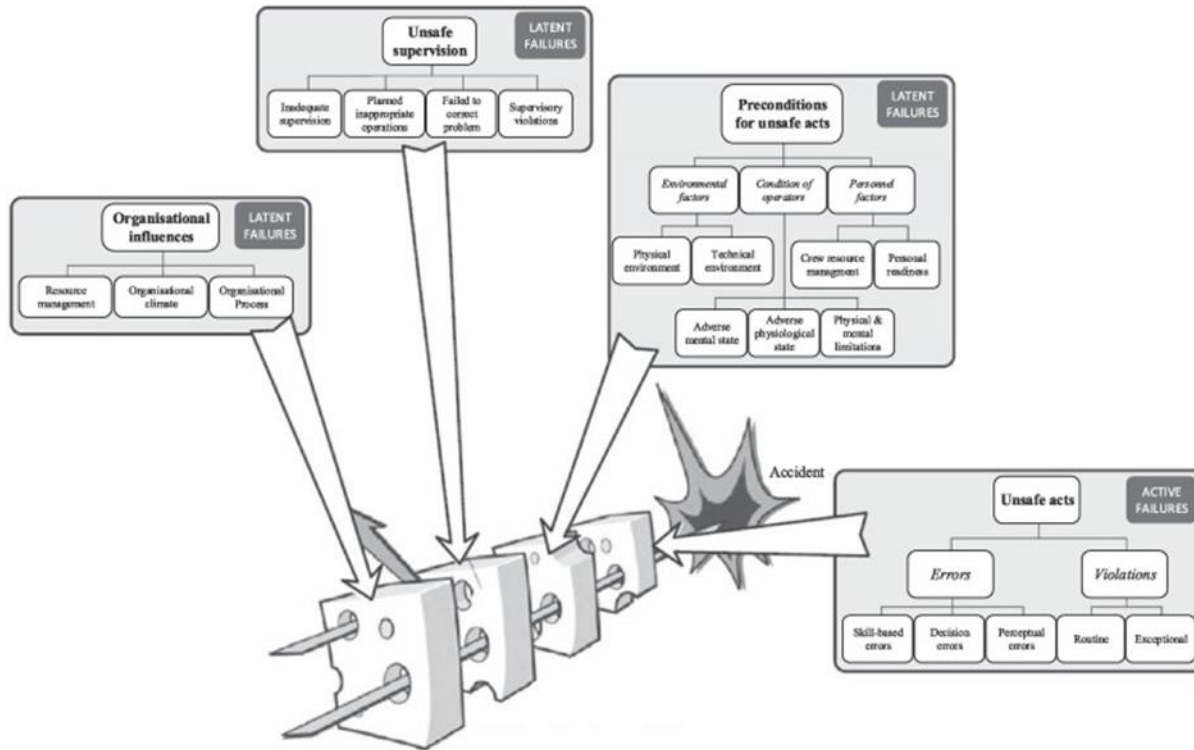 Unsafe
supervision
LATENT
FAILURES
Inadequate
supervision
Planned
inappropriate
operations
Failed to
correct
problem
Supervisory
violations
Preconditions
for unsafe acts
LATENT
FAILURES
Environmental
factors
Condition of
operators
Personnel
factors
Physical
environment
Technical
environment
Crew resource
managment
Personal
readiness
Adverse
mental state
Adverse
physiological
state
Physical &
mental
limitations
Organisational
influences
LATENT
FAILURES
Resource
management
Organisational
climate
Organisational
Process
Accident
Unsafe acts
ACTIVE
FAILURES
Errors
Violations
Skill-based
errors
Decision
errors
Perceptual
errors
Routine
Exceptional